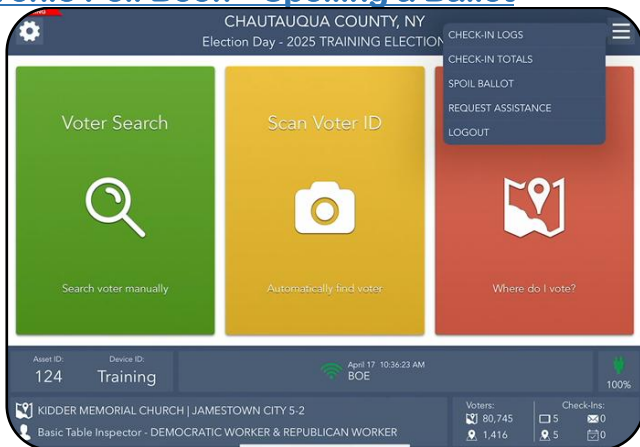 CHAUTAUQUA COUNTY, NY
Election Day - 2025 TRAINING ELECTION
CHECK-IN LOGS
CHECK-IN TOTALS
SPOIL BALLOT
REQUEST ASSISTANCE
LOGOUT
Voter Search
Scan Voter ID
Search voter manually
Automatically find voter
Where do I vote?
Asset ID:
124
Device ID:
Training
April 17 10:36:23 AM
BOE
100%
KIDDER MEMORIAL CHURCH | JAMESTOWN CITY 5-2
Basic Table Inspector - DEMOCRATIC WORKER & REPUBLICAN WORKER
Voters:
80,745
1,416
Check-Ins:
5
0
5
0